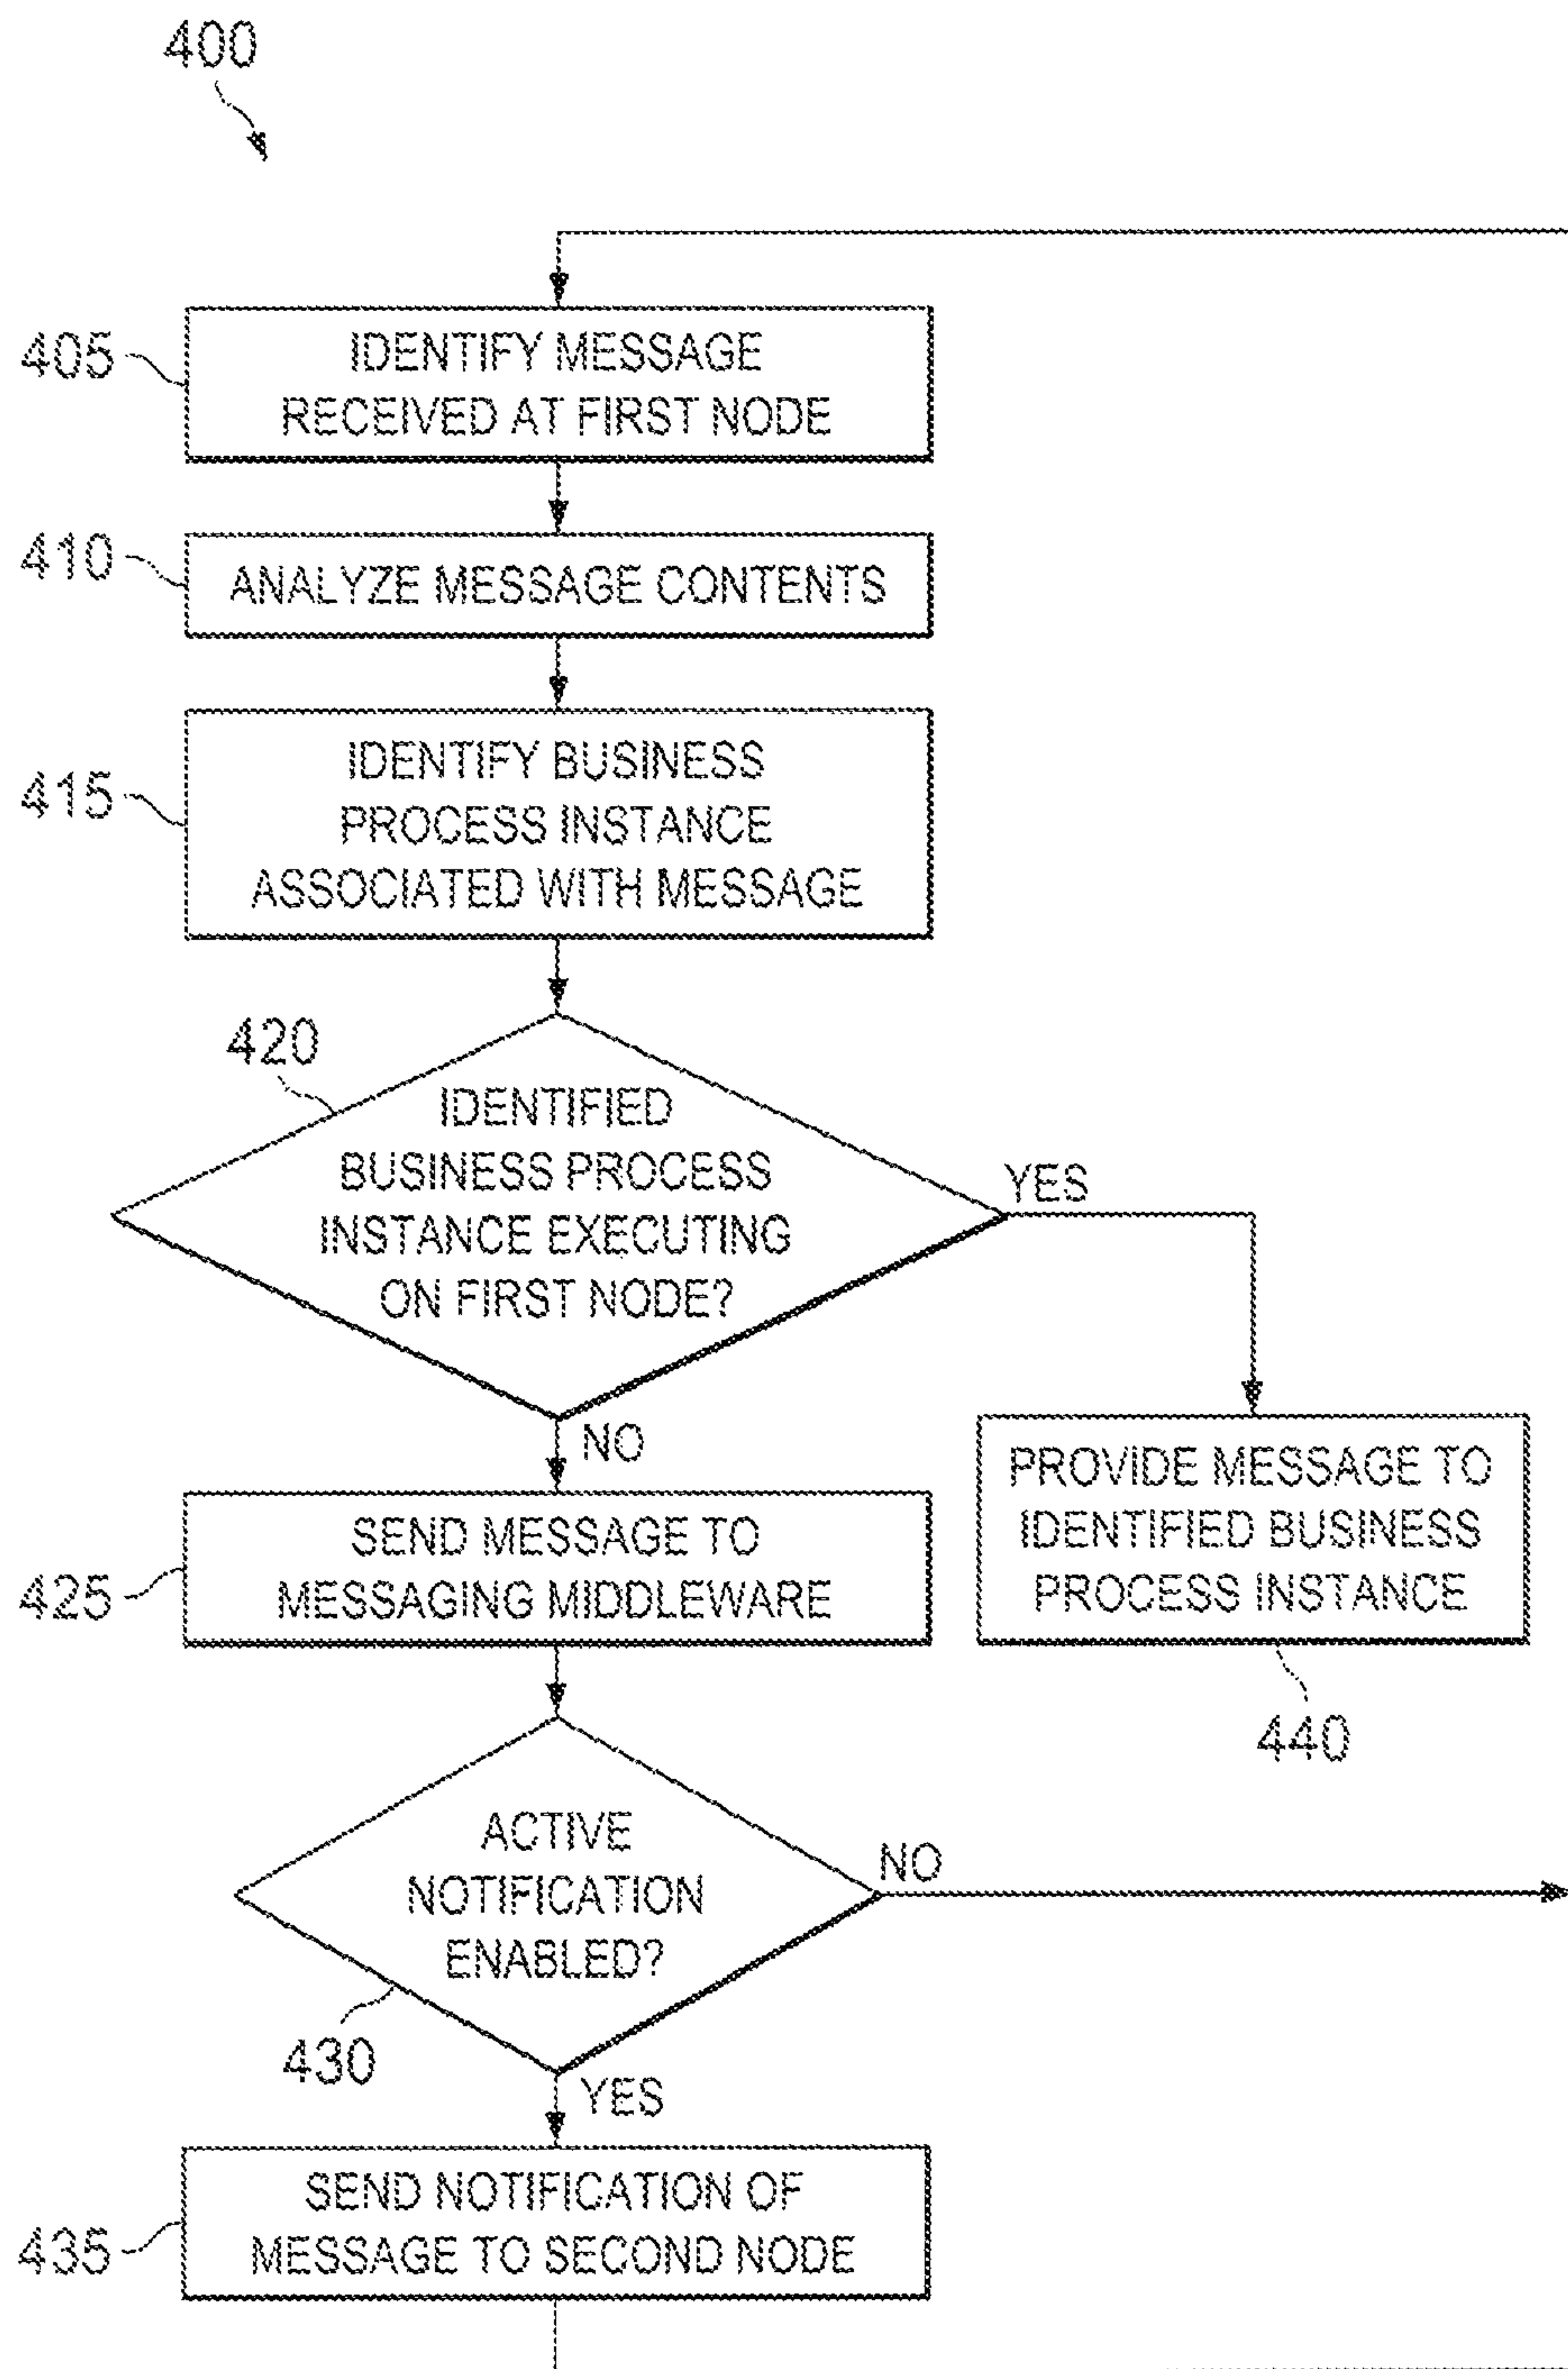 400
405
IDENTIFY MESSAGE
RECEIVED AT FIRST NODE
410
ANALYZE MESSAGE CONTENTS
415
IDENTIFY BUSINESS
PROCESS INSTANCE
ASSOCIATED WITH MESSAGE
420
IDENTIFIED
BUSINESS PROCESS
INSTANCE EXECUTING
ON FIRST NODE?
YES
NO
PROVIDE MESSAGE TO
IDENTIFIED BUSINESS
PROCESS INSTANCE
440
425
SEND MESSAGE TO
MESSAGING MIDDLEWARE
ACTIVE
NOTIFICATION
ENABLED?
NO
430
YES
435
SEND NOTIFICATION OF
MESSAGE TO SECOND NODE